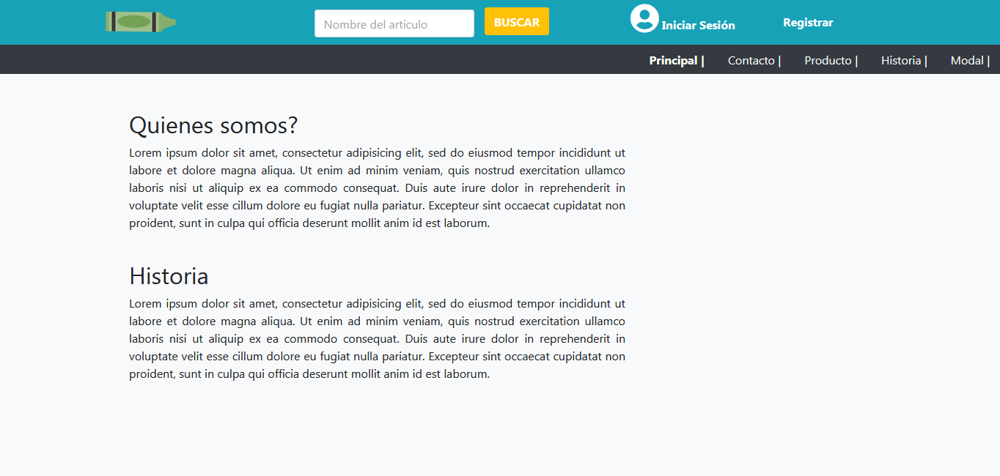 Nombre del articulo
BUSCAR
Iniciar Sesión
Registrar
Principal |
Contacto |
Producto |
Historia |
Modal |
Quienes somos?
Lorem ipsum dolor sit amet, consectetur adipisicing elit, sed do eiusmod tempor incididunt ut
labore et dolore magna aliqua. Ut enim ad minim veniam, quis nostrud exercitation ullamco
laboris nisi ut aliquip ex ea commodo consequat. Duis aute irure dolor in reprehenderit in
voluptate velit esse cillum dolore eu fugiat nulla pariatur. Excepteur sint occaecat cupidatat non
proident, sunt in culpa qui officia deserunt mollit anim id est laborum.
Historia
Lorem ipsum dolor sit amet, consectetur adipisicing elit, sed do eiusmod tempor incididunt ut
labore et dolore magna aliqua. Ut enim ad minim veniam, quis nostrud exercitation ullamco
laboris nisi ut aliquip ex ea commodo consequat. Duis aute irure dolor in reprehenderit in
voluptate velit esse cillum dolore eu fugiat nulla pariatur. Excepteur sint occaecat cupidatat non
proident, sunt in culpa qui officia deserunt mollit anim id est laborum.